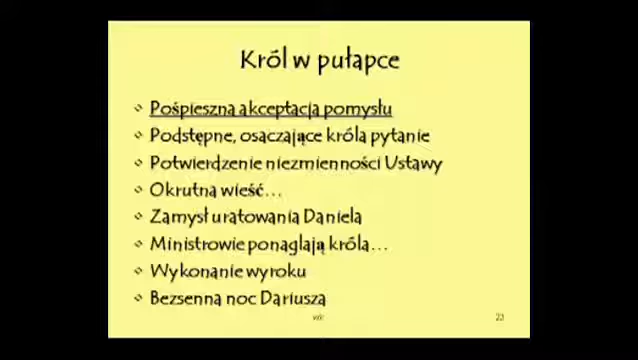 Król w pułapce
Pośpieszna akceptacja pomysłu
Podstępne, osaczające króla pytanie
Potwierdzenie niezmienności Ustawy
Okrutna wieść...
Zamysł uratowania Daniela
Ministrowie ponaglają króla...
Wykonanie wyroku
Bezsenna noc Dariusza